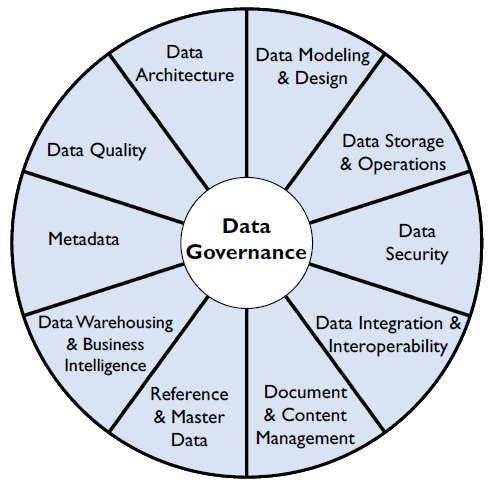 Data
Architecture
Data Modeling
& Design
Data Storage
& Operations
Data
Security
Data Integration &
Interoperability
Document
& Content
Management
Reference
& Master
Data
Data Warehousing
& Business
Intelligence
Metadata
Data Quality
Data
Governance